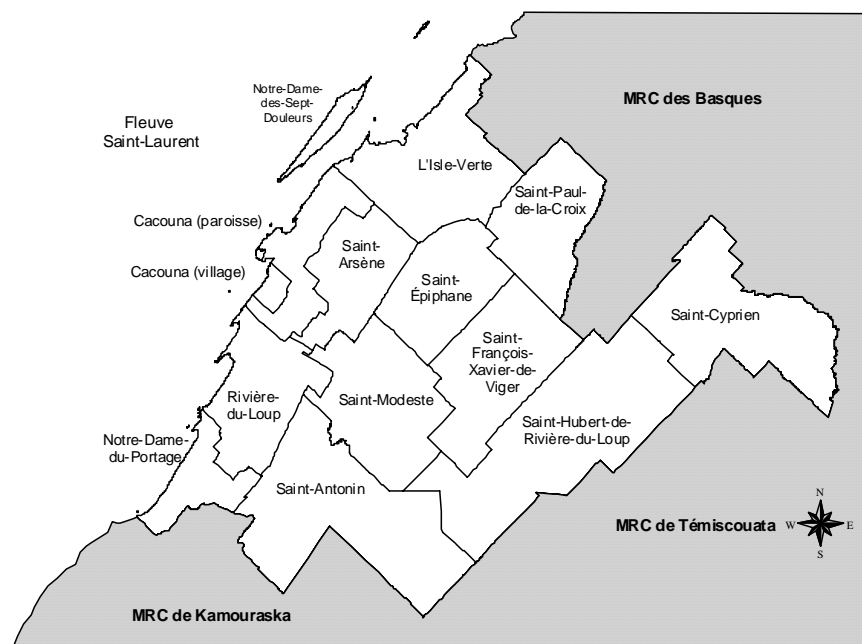 MRC des Basques
Notre-Dame-
des-Sept-
Douleurs
Fleuve
Saint-Laurent
L'Isle-Verte
Saint-Paul-
de-la-Croix
Cacouna (paroisse)
Saint-
Arsène
Cacouna (village)
Saint-
Épiphane
Saint-Cyprien
Saint-
François-
Xavier-de-
Viger
Rivière-
du-Loup
Saint-Modeste
Saint-Hubert-de-
Rivière-du-Loup
Notre-Dame-
du-Portage
Saint-Antonin
N
W
E
S
MRC de Témiscouata
MRC de Kamouraska